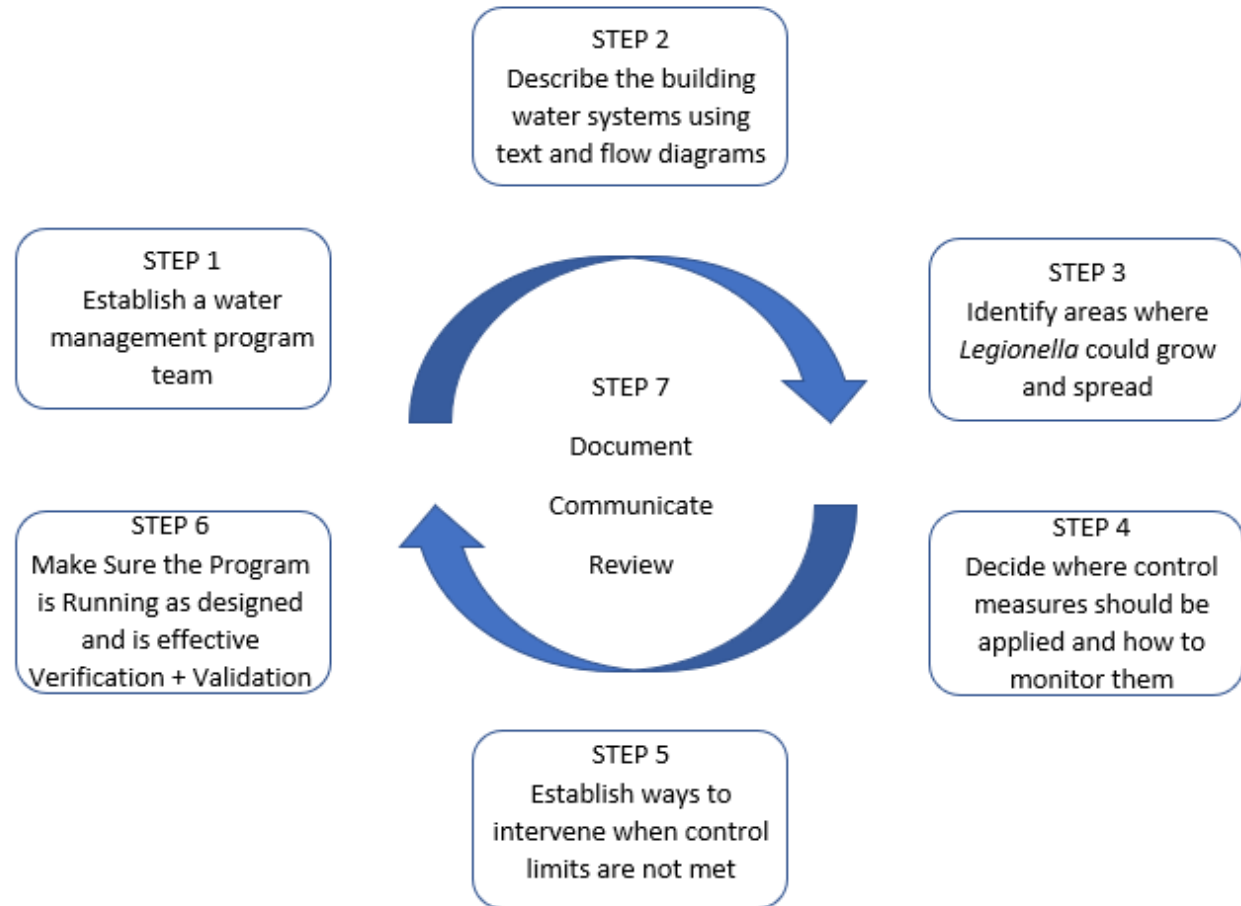 STEP 1
Establish a water
management program
team
STEP 2
Describe the building
water systems using
text and flow diagrams
STEP 3
Identify areas where
Legionella could grow
and spread
STEP 4
Decide where control
measures should be
applied and how to
monitor them
STEP 5
Establish ways to
intervene when control
limits are not met
STEP 6
Make Sure the Program
is Running as designed
and is effective
Verification + Validation
STEP 7
Document
Communicate
Review